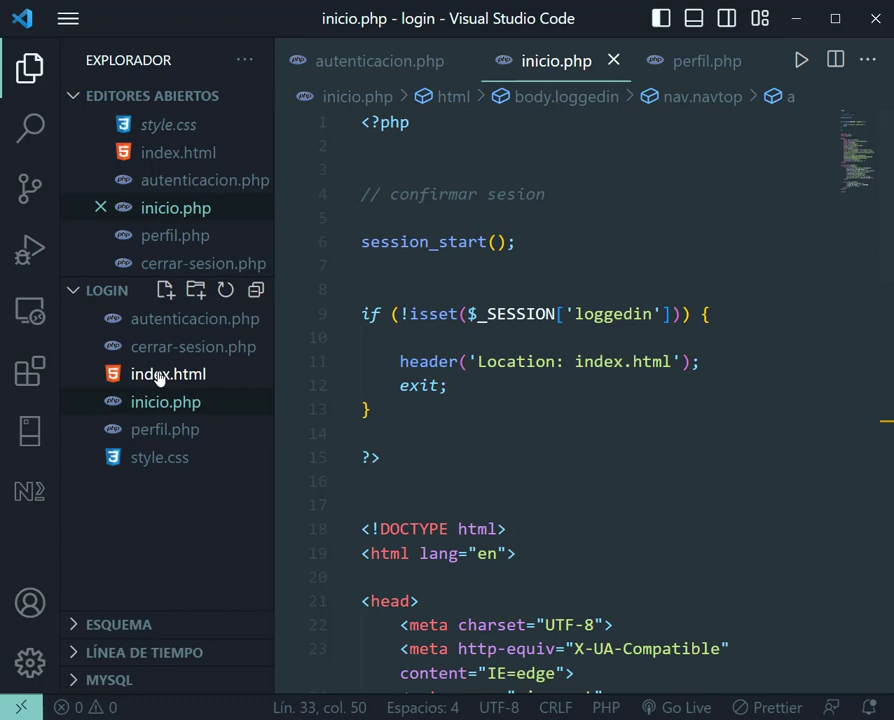 inicio.php - login - Visual Studio Code
EXPLORADOR
EDITORES ABIERTOS
style.css
index.html
autenticacion.php
inicio.php
perfil.php
cerrar-sesion.php
LOGIN
autenticacion.php
cerrar-sesion.php
index.html
inicio.php
perfil.php
style.css
ESQUEMA
LÍNEA DE TIEMPO
MYSQL
autenticacion.php inicio.php perfil.php
inicio.php > html > body.loggedin > nav.navtop > a
1 <?php
2
3
4 // confirmar sesion
5
6 session_start();
7
8
9 if (!isset($_SESSION['loggedin'])) {
10
11 header('Location: index.html');
12 exit;
13 }
14
15 ?>
16
17
18 <!DOCTYPE html>
19 <html lang="en">
20
21 <head>
22 <meta charset="UTF-8">
23 <meta http-equiv="X-UA-Compatible"
content="IE=edge">
0 0 Lín. 33, col. 50 Espacios: 4 UTF-8 CRLF PHP Go Live Prettier